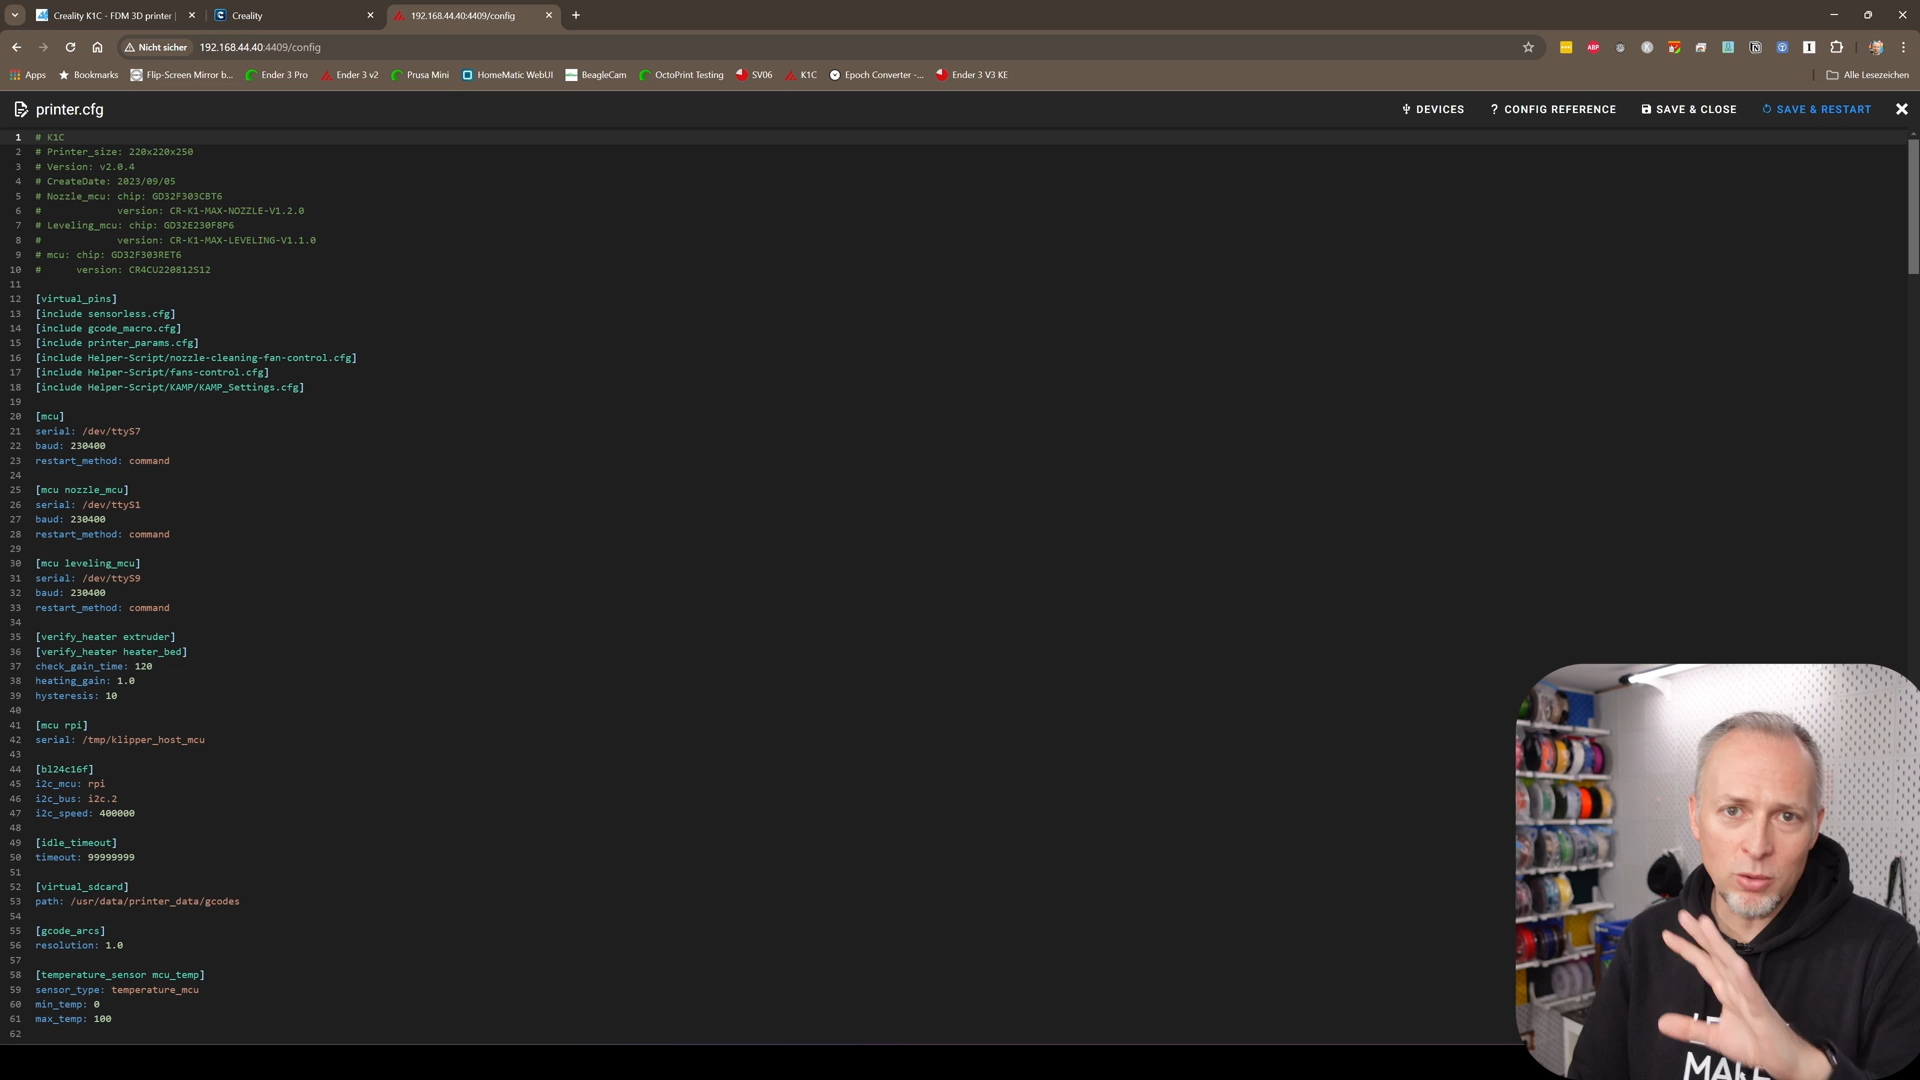 Creality K1C - FDM 3D printer |
Creality
192.168.44.40:4409/config
Nicht sicher
192.168.44.40:4409/config
Apps
Bookmarks
Flip-Screen Mirror b...
Ender 3 Pro
Ender 3 v2
Prusa Mini
HomeMatic WebUI
BeagleCam
OctoPrint Testing
SV06
K1C
Epoch Converter -...
Ender 3 V3 KE
Alle Lesezeichen
ABP
printer.cfg
DEVICES
? CONFIG REFERENCE
SAVE & CLOSE
SAVE & RESTART
1 # K1C
2 # Printer_size: 220x220x250
3 # Version: v2.0.4
4 # CreateDate: 2023/09/05
5 # Nozzle_mcu: chip: GD32F303CBT6
6 # version: CR-K1-MAX-NOZZLE-V1.2.0
7 # Leveling_mcu: chip: GD32E230F8P6
8 # version: CR-K1-MAX-LEVELING-V1.1.0
9 # mcu: chip: GD32F303RET6
10 # version: CR4CU220812S12
11
12 [virtual_pins]
13 [include sensorless.cfg]
14 [include gcode_macro.cfg]
15 [include printer_params.cfg]
16 [include Helper-Script/nozzle-cleaning-fan-control.cfg]
17 [include Helper-Script/fans-control.cfg]
18 [include Helper-Script/KAMP/KAMP_Settings.cfg]
19
20 [mcu]
21 serial: /dev/ttyS7
22 baud: 230400
23 restart_method: command
24
25 [mcu nozzle_mcu]
26 serial: /dev/ttyS1
27 baud: 230400
28 restart_method: command
29
30 [mcu leveling_mcu]
31 serial: /dev/ttyS9
32 baud: 230400
33 restart_method: command
34
35 [verify_heater extruder]
36 [verify_heater heater_bed]
37 check_gain_time: 120
38 heating_gain: 1.0
39 hysteresis: 10
40
41 [mcu rpi]
42 serial: /tmp/klipper_host_mcu
43
44 [bl24c16f]
45 i2c_mcu: rpi
46 i2c_bus: i2c.2
47 i2c_speed: 400000
48
49 [idle_timeout]
50 timeout: 99999999
51
52 [virtual_sdcard]
53 path: /usr/data/printer_data/gcodes
54
55 [gcode_arcs]
56 resolution: 1.0
57
58 [temperature_sensor mcu_temp]
59 sensor_type: temperature_mcu
60 min_temp: 0
61 max_temp: 100
62